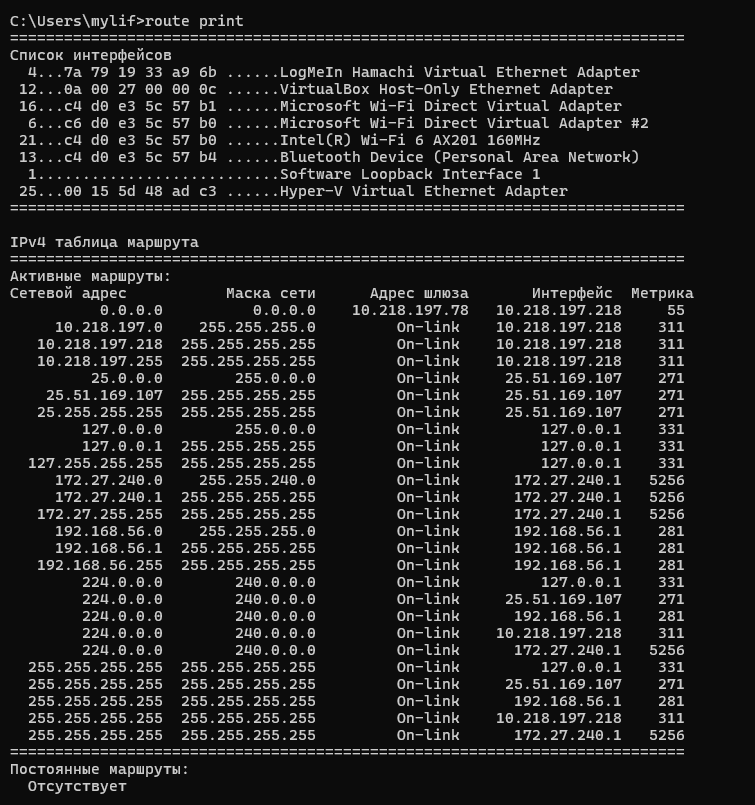 C:\Users\mylif>route print
===========================================================================
Список интерфейсов
  4...7a 79 19 33 a9 6b ......LogMeIn Hamachi Virtual Ethernet Adapter
 12...0a 00 27 00 00 0c ......VirtualBox Host-Only Ethernet Adapter
 16...c4 d0 e3 5c 57 b1 ......Microsoft Wi-Fi Direct Virtual Adapter
  6...c6 d0 e3 5c 57 b0 ......Microsoft Wi-Fi Direct Virtual Adapter #2
 21...c4 d0 e3 5c 57 b0 ......Intel(R) Wi-Fi 6 AX201 160MHz
 13...c4 d0 e3 5c 57 b4 ......Bluetooth Device (Personal Area Network)
  1...........................Software Loopback Interface 1
 25...00 15 5d 48 ad c3 ......Hyper-V Virtual Ethernet Adapter
===========================================================================
IPv4 таблица маршрута
===========================================================================
Активные маршруты:
Сетевой адрес           Маска сети      Адрес шлюза       Интерфейс  Метрика
          0.0.0.0          0.0.0.0    10.218.197.78   10.218.197.218     55
     10.218.197.0    255.255.255.0         On-link    10.218.197.218    311
   10.218.197.218  255.255.255.255         On-link    10.218.197.218    311
   10.218.197.255  255.255.255.255         On-link    10.218.197.218    311
         25.0.0.0        255.0.0.0         On-link     25.51.169.107    271
    25.51.169.107  255.255.255.255         On-link     25.51.169.107    271
   25.255.255.255  255.255.255.255         On-link     25.51.169.107    271
        127.0.0.0        255.0.0.0         On-link         127.0.0.1    331
        127.0.0.1  255.255.255.255         On-link         127.0.0.1    331
  127.255.255.255  255.255.255.255         On-link         127.0.0.1    331
     172.27.240.0    255.255.240.0         On-link      172.27.240.1   5256
     172.27.240.1  255.255.255.255         On-link      172.27.240.1   5256
   172.27.255.255  255.255.255.255         On-link      172.27.240.1   5256
     192.168.56.0    255.255.255.0         On-link      192.168.56.1    281
     192.168.56.1  255.255.255.255         On-link      192.168.56.1    281
   192.168.56.255  255.255.255.255         On-link      192.168.56.1    281
        224.0.0.0        240.0.0.0         On-link         127.0.0.1    331
        224.0.0.0        240.0.0.0         On-link     25.51.169.107    271
        224.0.0.0        240.0.0.0         On-link      192.168.56.1    281
        224.0.0.0        240.0.0.0         On-link    10.218.197.218    311
        224.0.0.0        240.0.0.0         On-link      172.27.240.1   5256
  255.255.255.255  255.255.255.255         On-link         127.0.0.1    331
  255.255.255.255  255.255.255.255         On-link     25.51.169.107    271
  255.255.255.255  255.255.255.255         On-link      192.168.56.1    281
  255.255.255.255  255.255.255.255         On-link    10.218.197.218    311
  255.255.255.255  255.255.255.255         On-link      172.27.240.1   5256
===========================================================================
Постоянные маршруты:
  Отсутствует